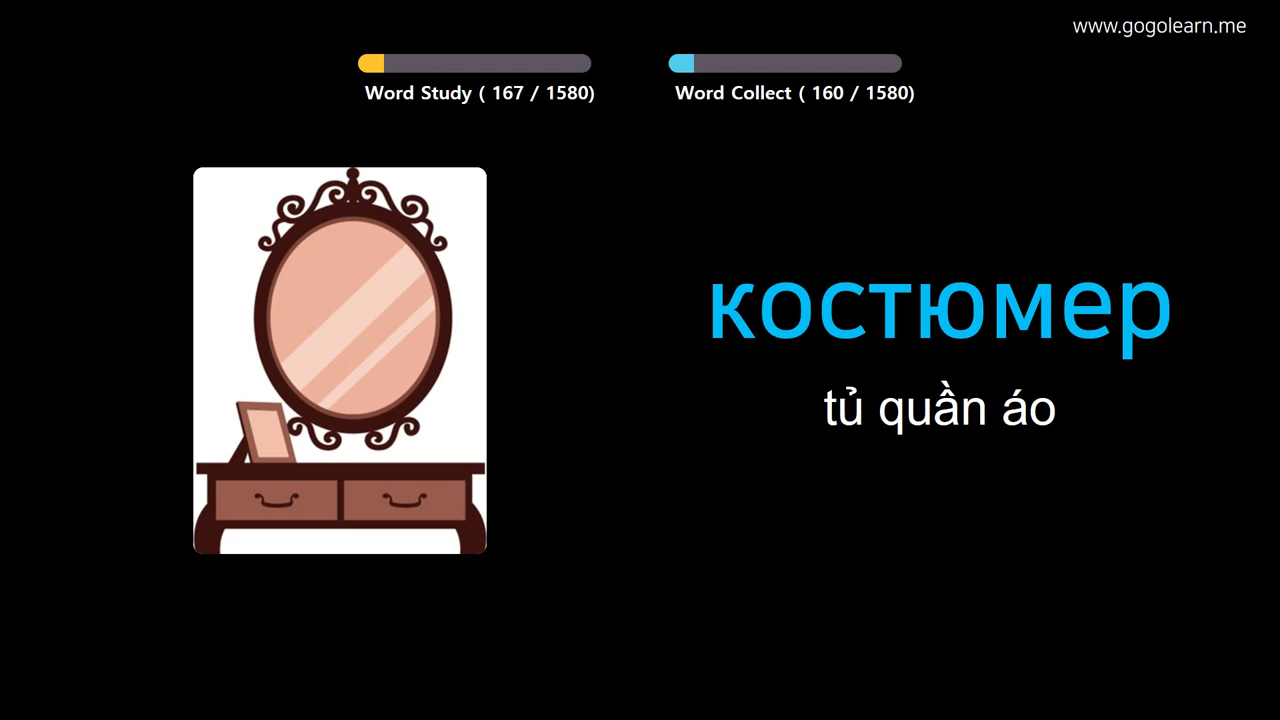 www.gogolearn.me
Word Study ( 167 / 1580)
Word Collect ( 160 / 1580)
костюмер
tủ quần áo